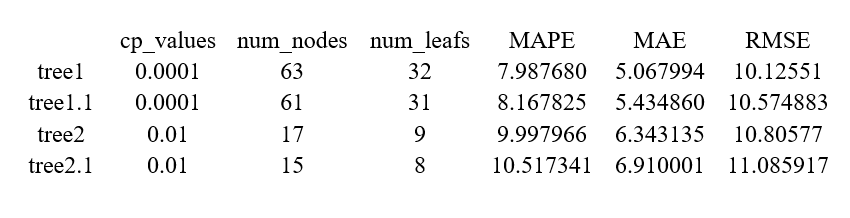 cp_values num_nodes num_leafs MAPE MAE RMSE
tree1 0.0001 63 32 7.987680 5.067994 10.12551
tree1.1 0.0001 61 31 8.167825 5.434860 10.574883
tree2 0.01 17 9 9.997966 6.343135 10.80577
tree2.1 0.01 15 8 10.517341 6.910001 11.085917